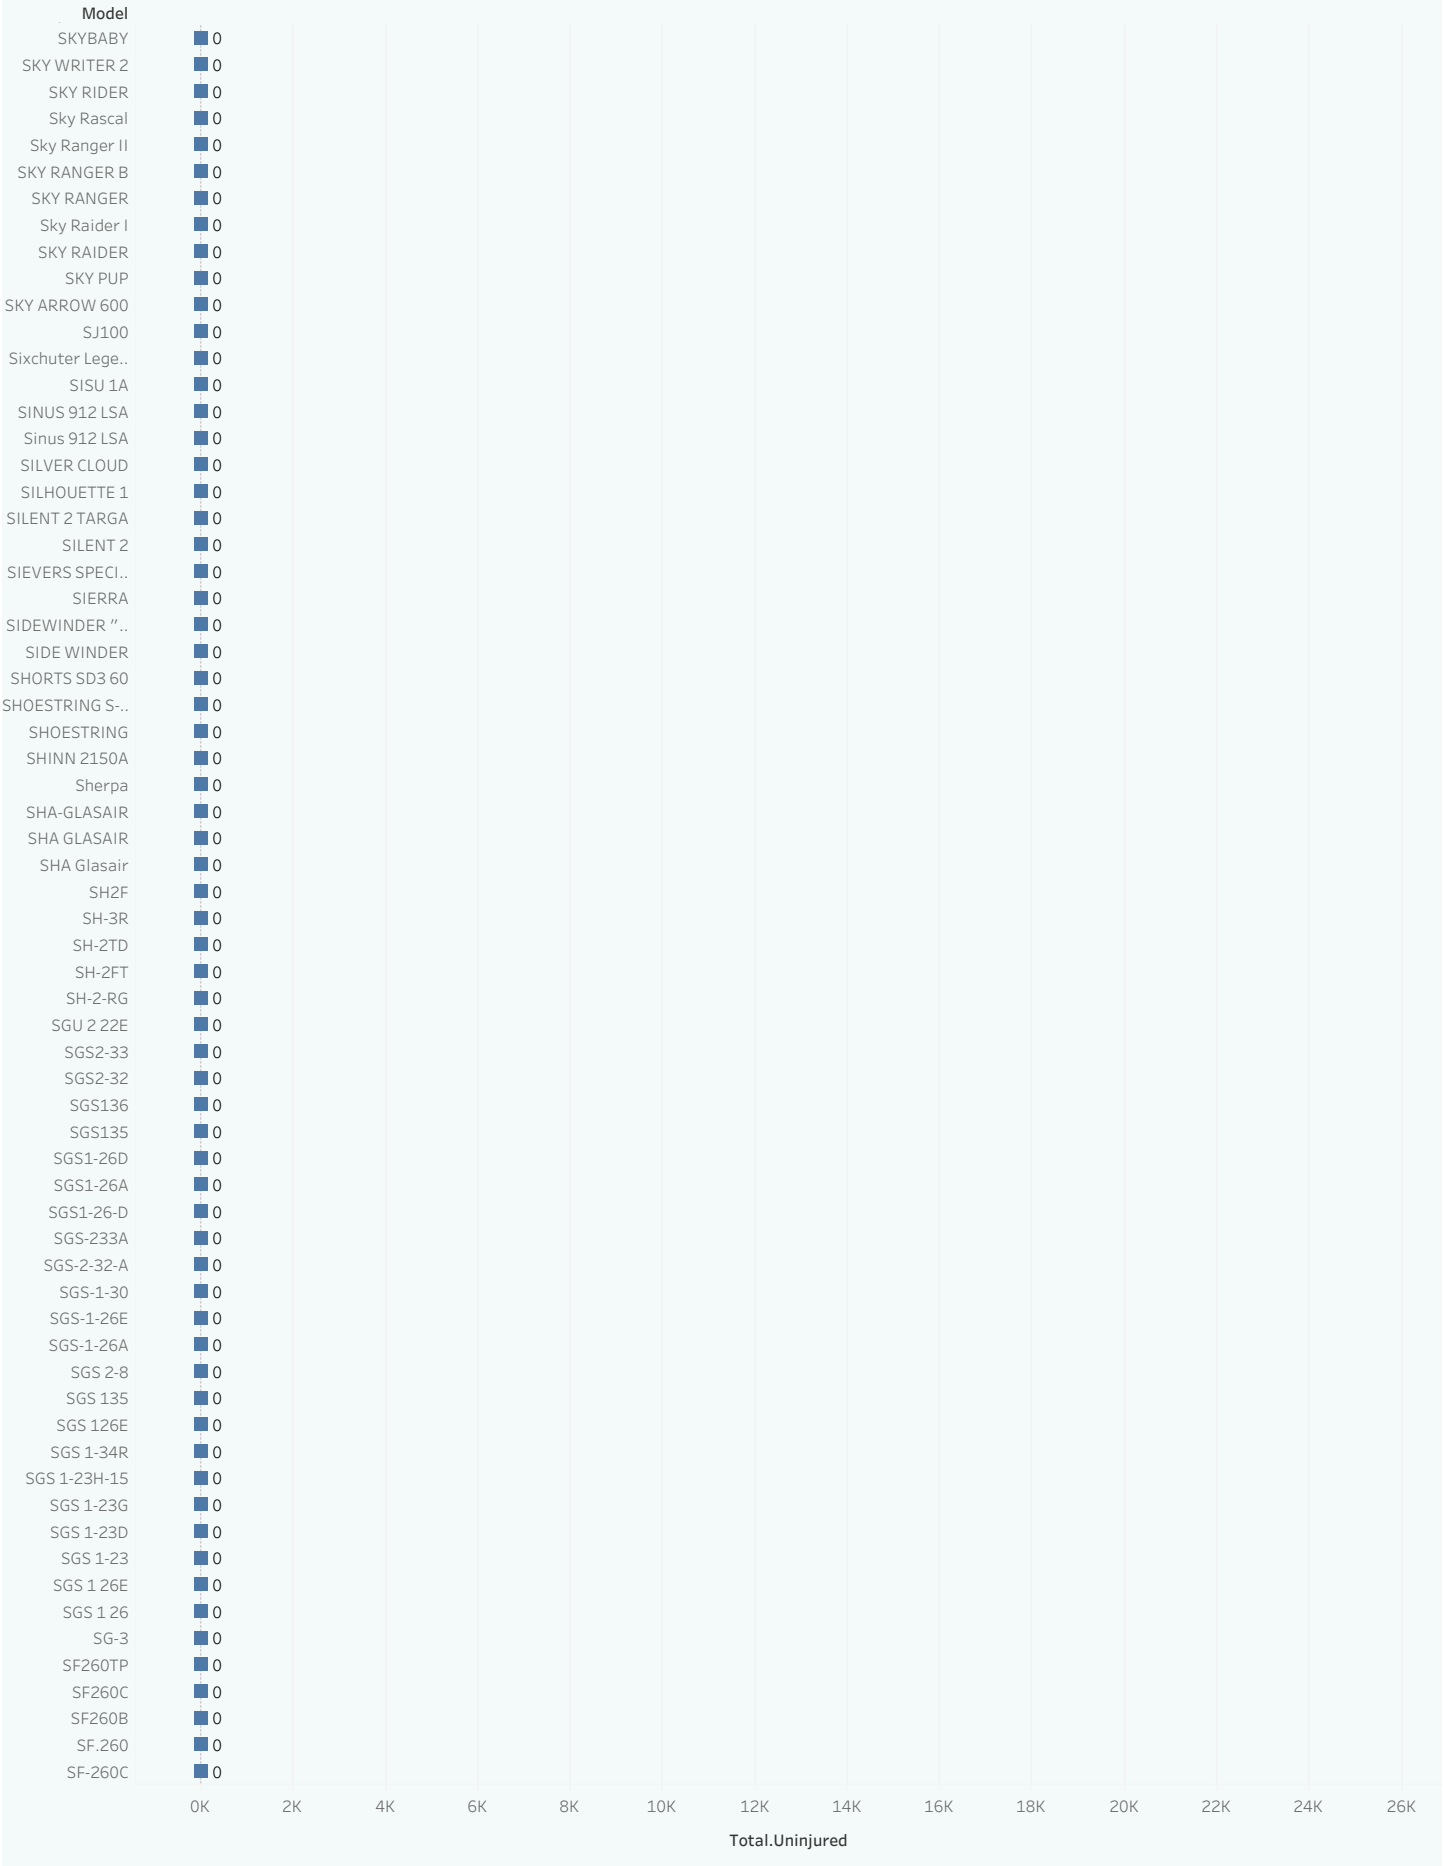 Model
SKYBABY 0
SKY WRITER 2 0
SKY RIDER 0
Sky Rascal 0
Sky Ranger II 0
SKY RANGER B 0
SKY RANGER 0
Sky Raider I 0
SKY RAIDER 0
SKY PUP 0
SKY ARROW 600 0
SJ100 0
Sixchuter Lege.. 0
SISU 1A 0
SINUS 912 LSA 0
Sinus 912 LSA 0
SILVER CLOUD 0
SILHOUETTE 1 0
SILENT 2 TARGA 0
SILENT 2 0
SIEVERS SPECI.. 0
SIERRA 0
SIDEWINDER ".. 0
SIDE WINDER 0
SHORTS SD3 60 0
SHOESTRING S-.. 0
SHOESTRING 0
SHINN 2150A 0
Sherpa 0
SHA-GLASAIR 0
SHA GLASAIR 0
SHA Glasair 0
SH2F 0
SH-3R 0
SH-2TD 0
SH-2FT 0
SH-2-RG 0
SGU 2 22E 0
SGS2-33 0
SGS2-32 0
SGS136 0
SGS135 0
SGS1-26D 0
SGS1-26A 0
SGS1-26-D 0
SGS-233A 0
SGS-2-32-A 0
SGS-1-30 0
SGS-1-26E 0
SGS-1-26A 0
SGS 2-8 0
SGS 135 0
SGS 126E 0
SGS 1-34R 0
SGS 1-23H-15 0
SGS 1-23G 0
SGS 1-23D 0
SGS 1-23 0
SGS 1 26E 0
SGS 1 26 0
SG-3 0
SF260TP 0
SF260C 0
SF260B 0
SF.260 0
SF-260C 0
0K 2K 4K 6K 8K 10K 12K 14K 16K 18K 20K 22K 24K 26K
Total.Uninjured